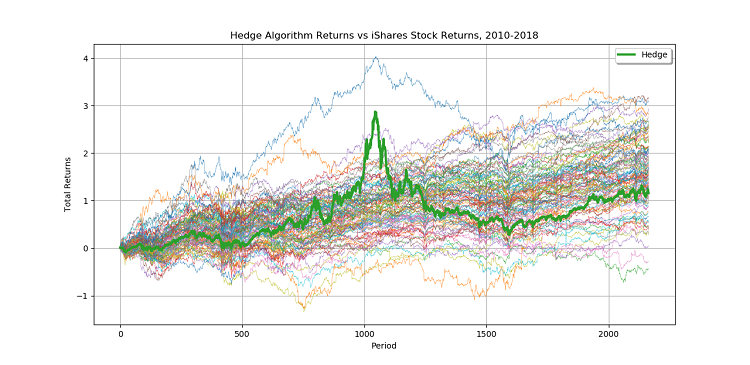 Hedge Algorithm Returns vs iShares Stock Returns, 2010-2018
Hedge
4
3
2
1
0
−1
Total Returns
0 500 1000 1500 2000
Period